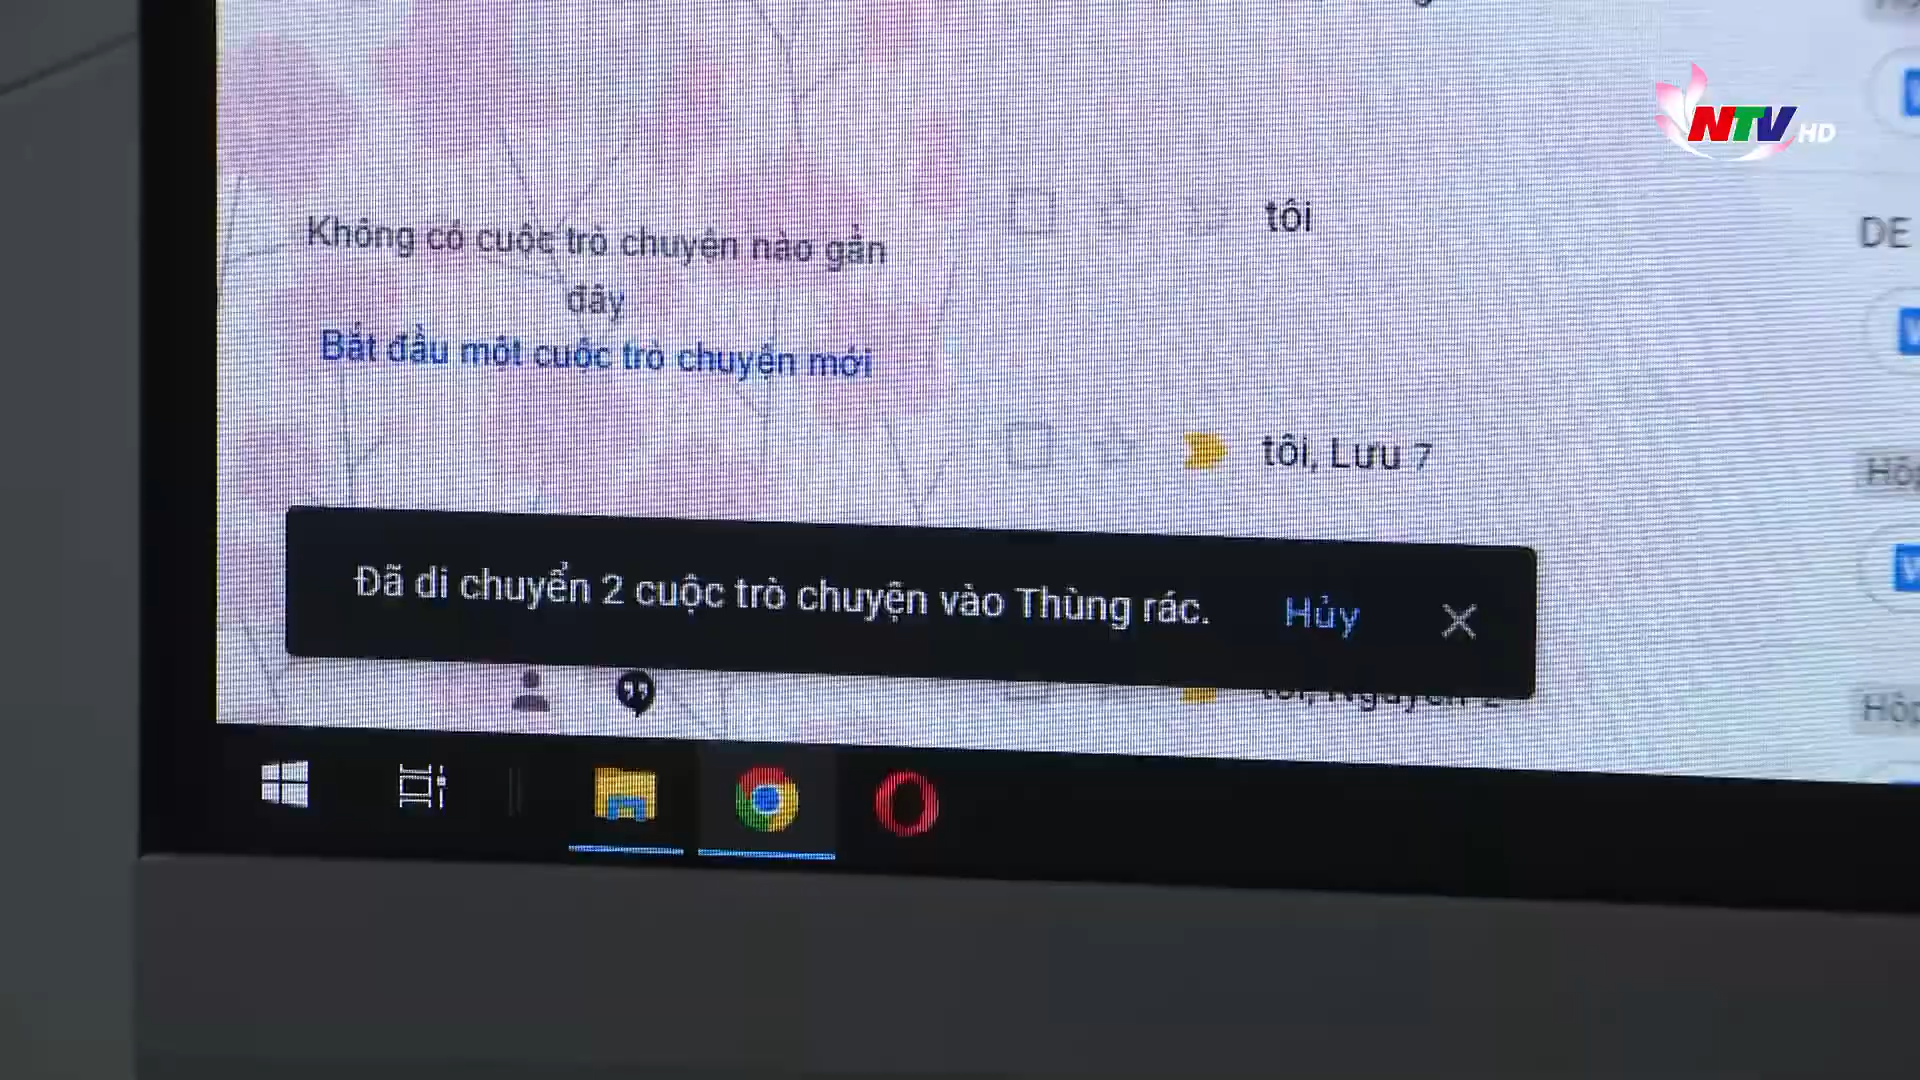 NTV HD
tôi
DE
Không có cuộc trò chuyện nào gần
đây
Bắt đầu một cuộc trò chuyện mới
tôi, Lưu 7
Đã di chuyển 2 cuộc trò chuyện vào Thùng rác. Hủy